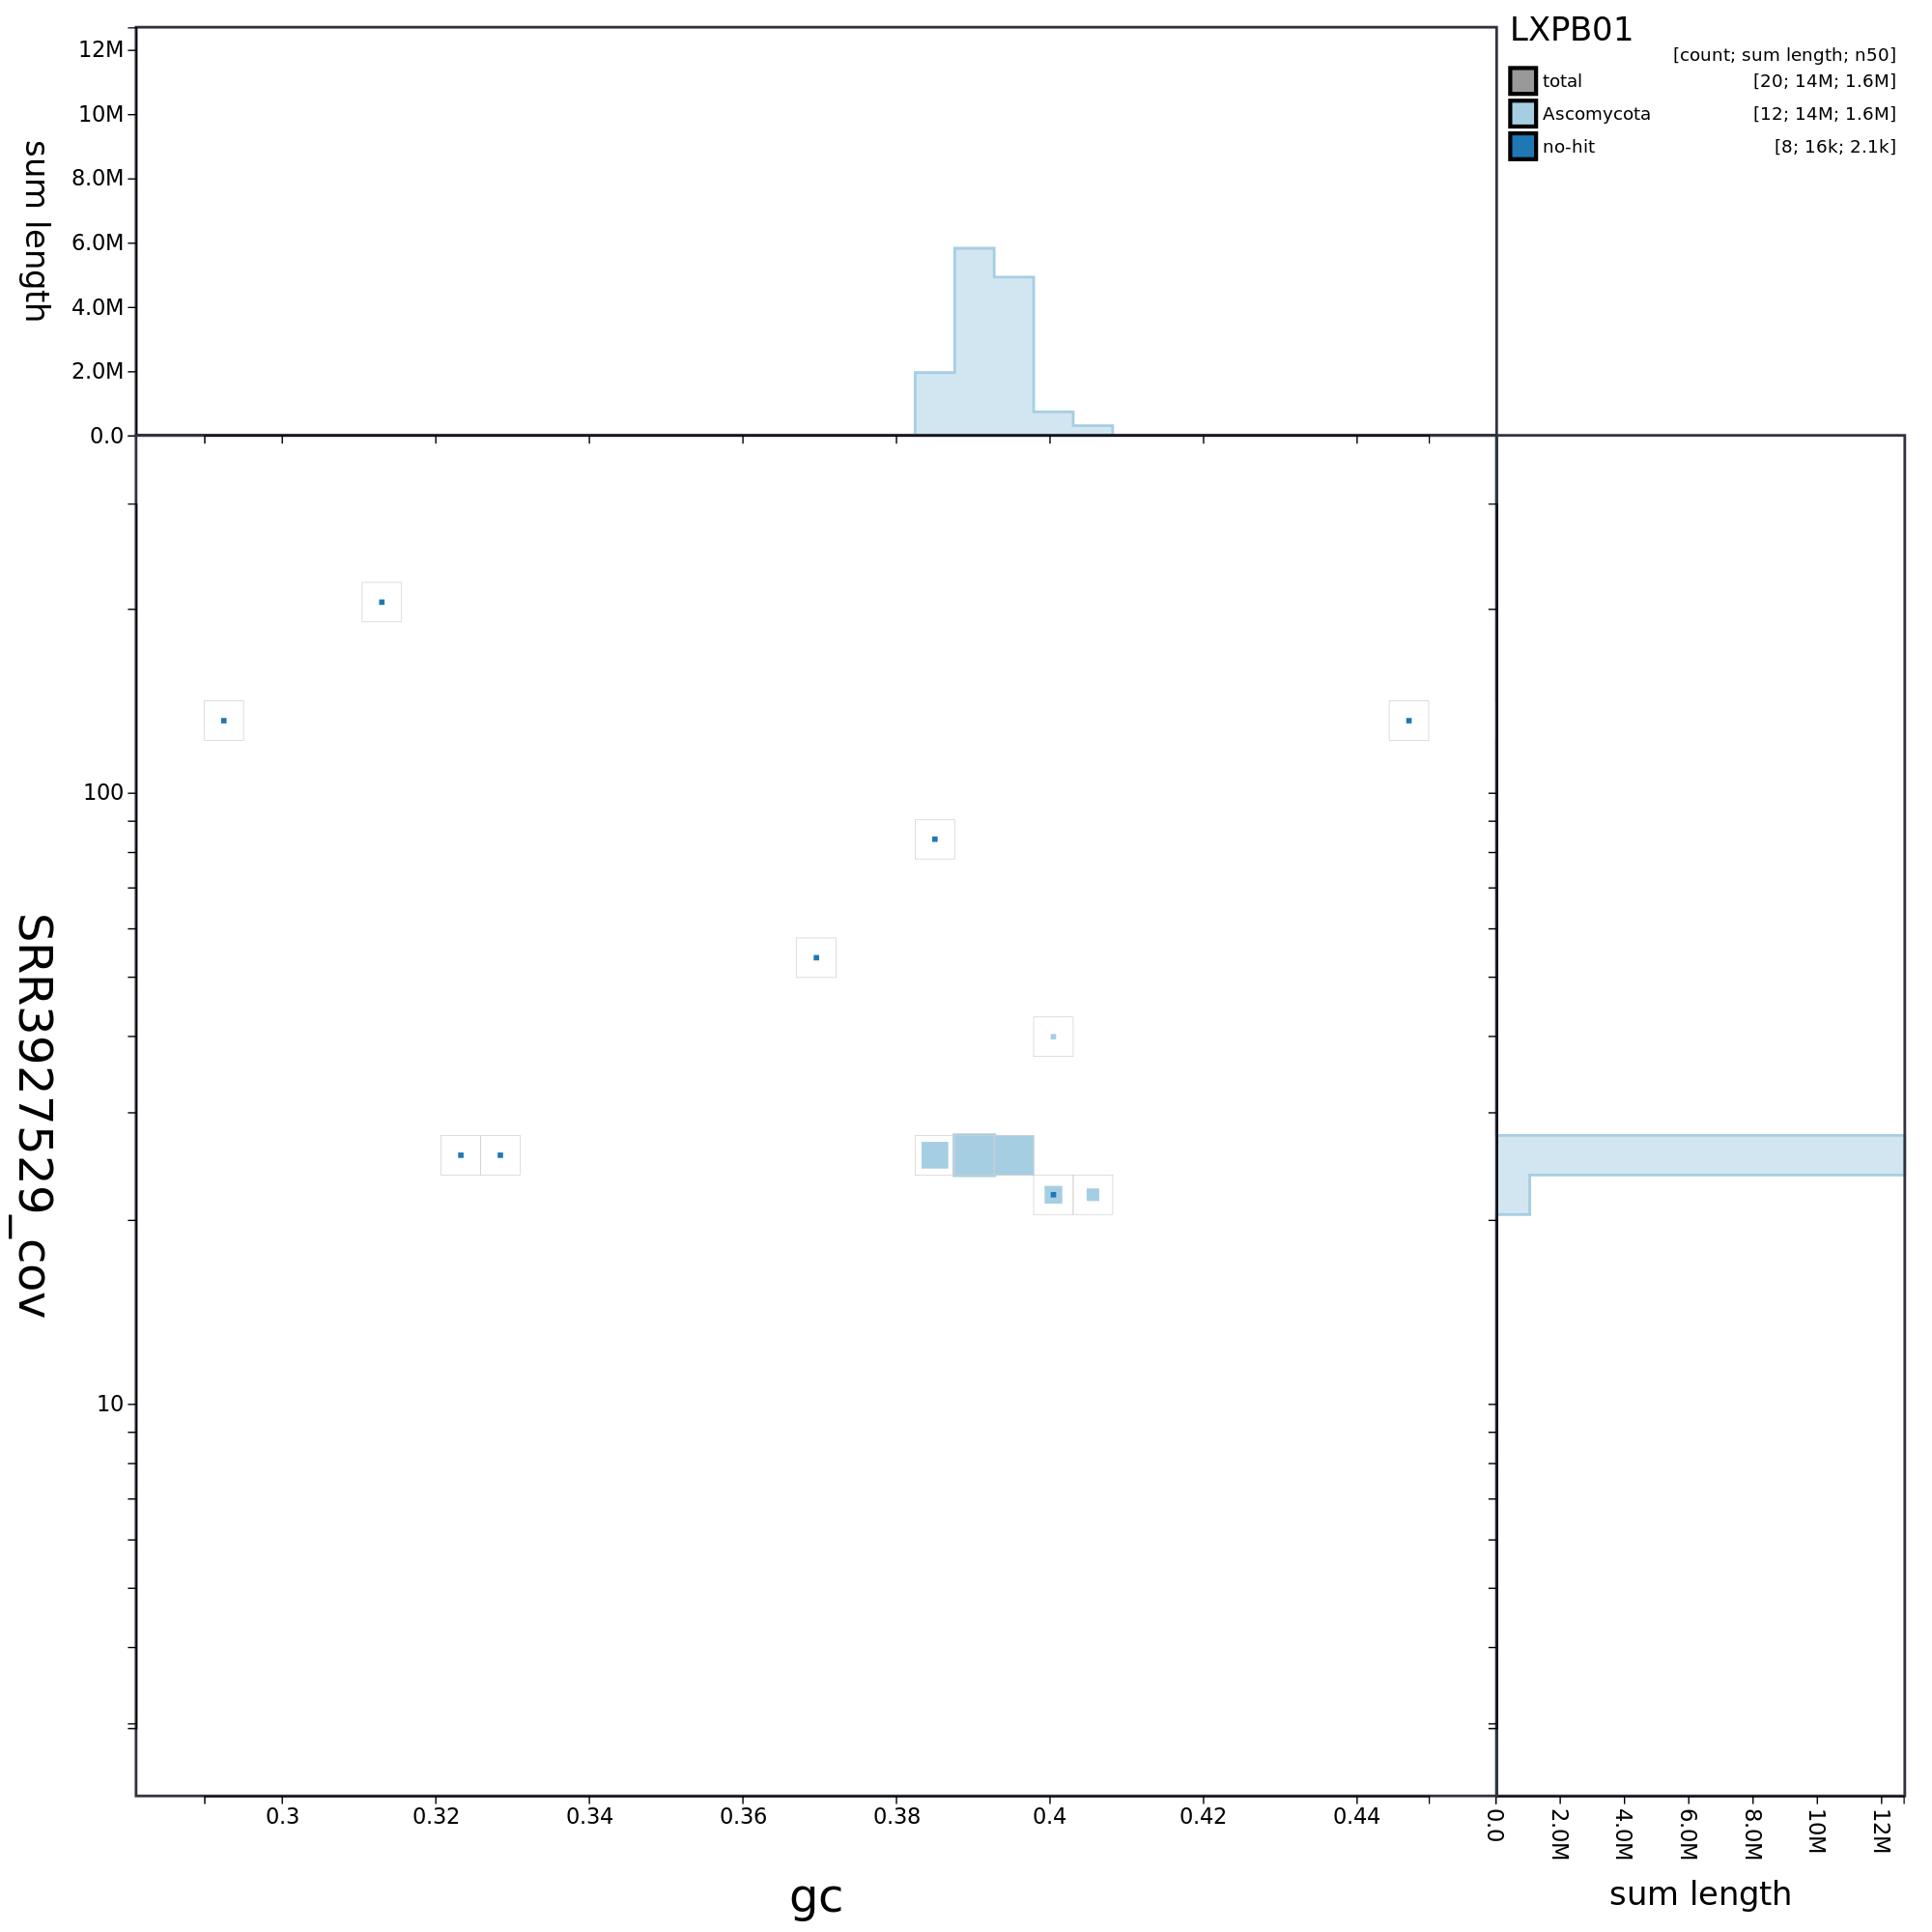 LXPB01
[count; sum length; n50]
total [20; 14M; 1.6M]
Ascomycota [12; 14M; 1.6M]
no-hit [8; 16k; 2.1k]
sum length
12M
10M
8.0M
6.0M
4.0M
2.0M
0.0
SRR3927529_cov
100
10
0.3 0.32 0.34 0.36 0.38 0.4 0.42 0.44
gc
0.0 2.0M 4.0M 6.0M 8.0M 10M 12M
sum length